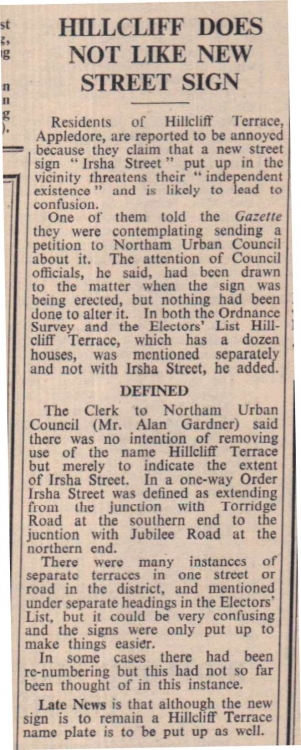 HILLCLIFF DOES
NOT LIKE NEW
STREET SIGN
Residents of Hillcliff Terrace,
Appledore, are reported to be annoyed
because they claim that a new street
sign "Irsha Street" put up in the
vicinity threatens their "independent
existence" and is likely to lead to
confusion.
One of them told the Gazette
they were contemplating sending a
petition to Northam Urban Council
about it. The attention of Council
officials, he said, had been drawn
to the matter when the sign was
being erected, but nothing had been
done to alter it. In both the Ordnance
Survey and the Electors' List Hill-
cliff Terrace, which has a dozen
houses, was mentioned separately
and not with Irsha Street, he added.
DEFINED
The Clerk to Northam Urban
Council (Mr. Alan Gardner) said
there was no intention of removing
use of the name Hillcliff Terrace
but merely to indicate the extent
of Irsha Street. In a one-way Order
Irsha Street was defined as extending
from the junction with Torridge
Road at the southern end to the
jucntion with Jubilee Road at the
northern end.
There were many instances of
separate terraces in one street or
road in the district, and mentioned
under separate headings in the Electors'
List, but it could be very confusing
and the signs were only put up to
make things easier.
In some cases there had been
re-numbering but this had not so far
been thought of in this instance.
Late News is that although the new
sign is to remain a Hillcliff Terrace
name plate is to be put up as well.